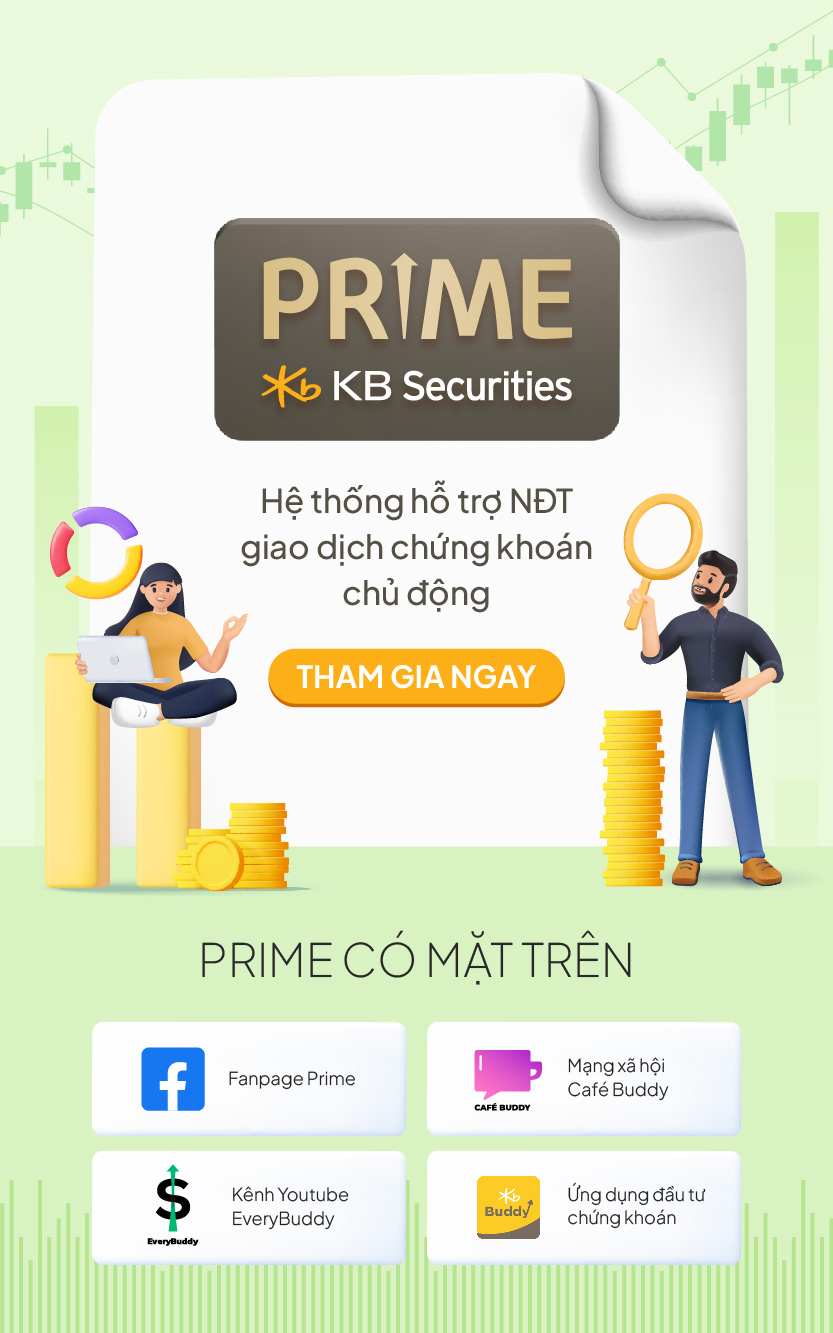 PRIME
Kb KB Securities
Hệ thống hỗ trợ NĐT
giao dịch chứng khoán
chủ động
THAM GIA NGAY
PRIME CÓ MẶT TRÊN
Fanpage Prime
CAFÉ BUDDY
Mạng xã hội
Café Buddy
EveryBuddy
Kênh Youtube
EveryBuddy
Kb
Buddy
Ứng dụng đầu tư
chứng khoán